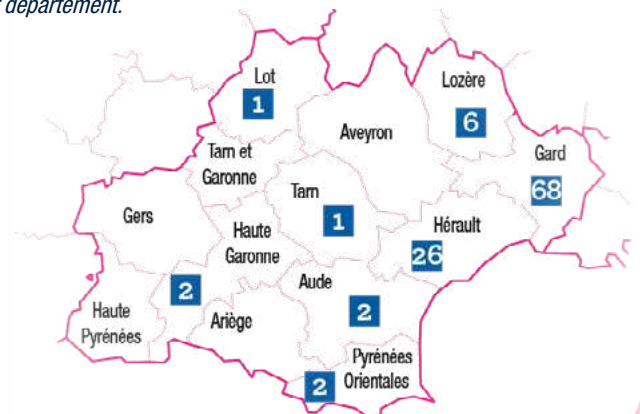 département.
Lot
1
Lozère
6
Aveyron
Gard
68
Tarn et
Garonne
Tarn
1
Gers
Haute
Garonne
Hérault
26
Aude
2
2
Haute
Pyrénées
Ariège
Pyrénées
Orientales
2